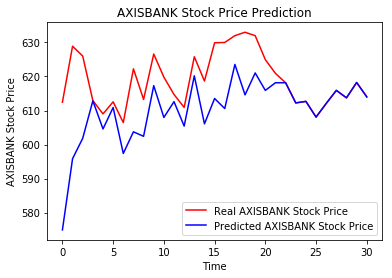 AXISBANK Stock Price Prediction
AXISBANK Stock Price
630
620
610
600
590
580
0
5
10
15
20
25
30
Time
Real AXISBANK Stock Price
Predicted AXISBANK Stock Price